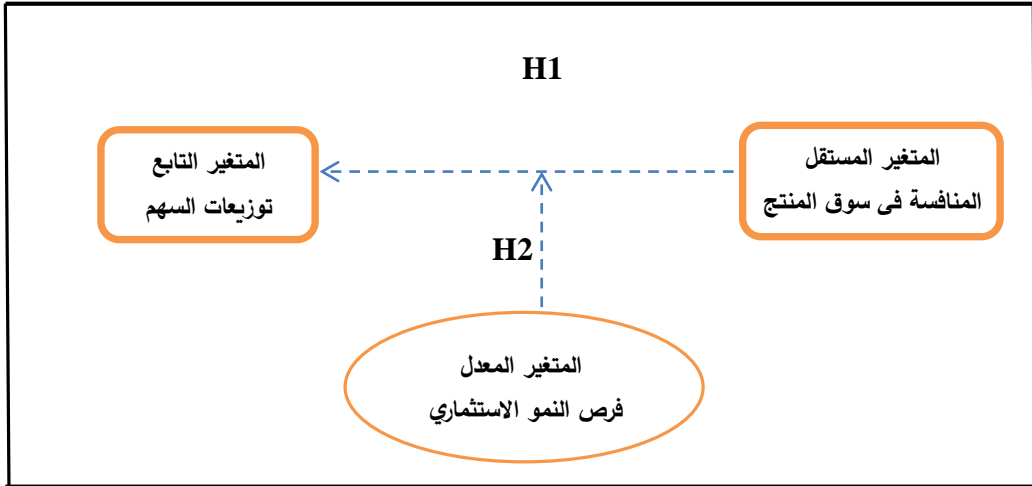 H1
المتغير المستقل
المنافسة فى سوق المنتج
المتغير التابع
توزيعات السهم
H2
المتغير المعدل
فرص النمو الاستثماري